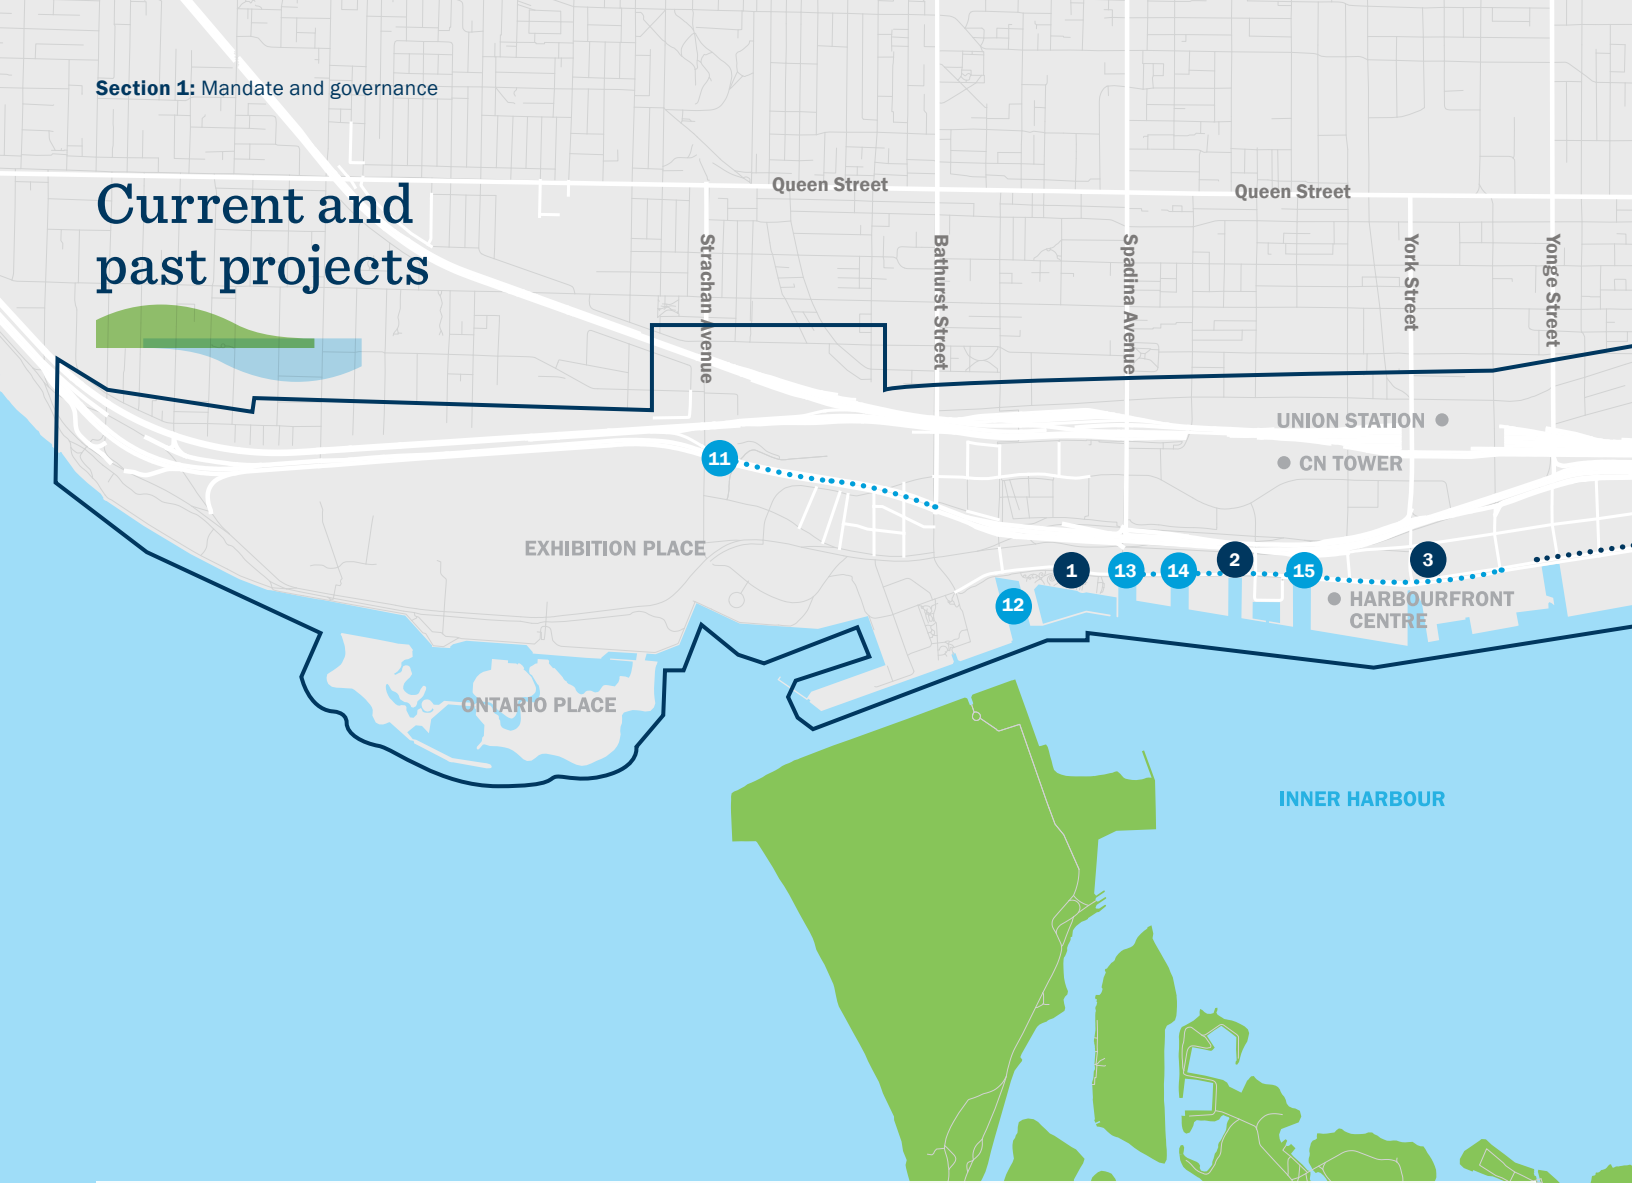 Section 1: Mandate and governance
Current and
past projects
Queen Street
Queen Street
Strachan Avenue
Bathurst Street
Spadina Avenue
York Street
Yonge Street
UNION STATION
CN TOWER
11
EXHIBITION PLACE
1
13
14
2
15
3
12
HARBOURFRONT
CENTRE
ONTARIO PLACE
INNER HARBOUR